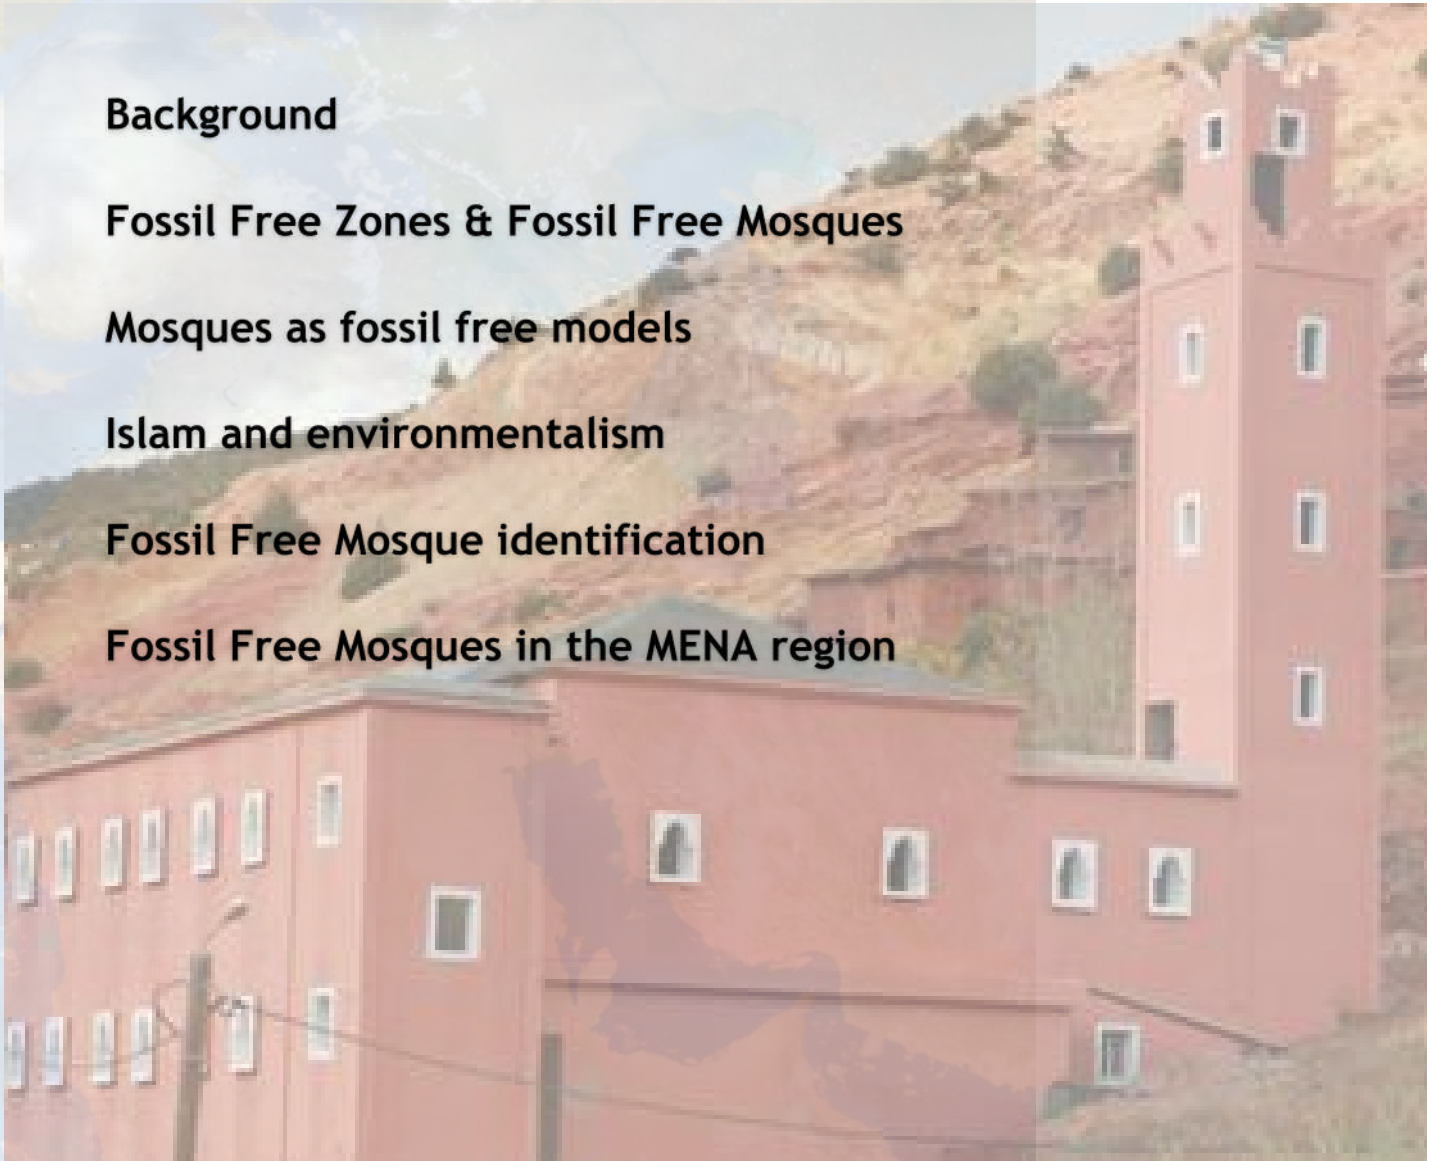 Background
Fossil Free Zones & Fossil Free Mosques
Mosques as fossil free models
Islam and environmentalism
Fossil Free Mosque identification
Fossil Free Mosques in the MENA region